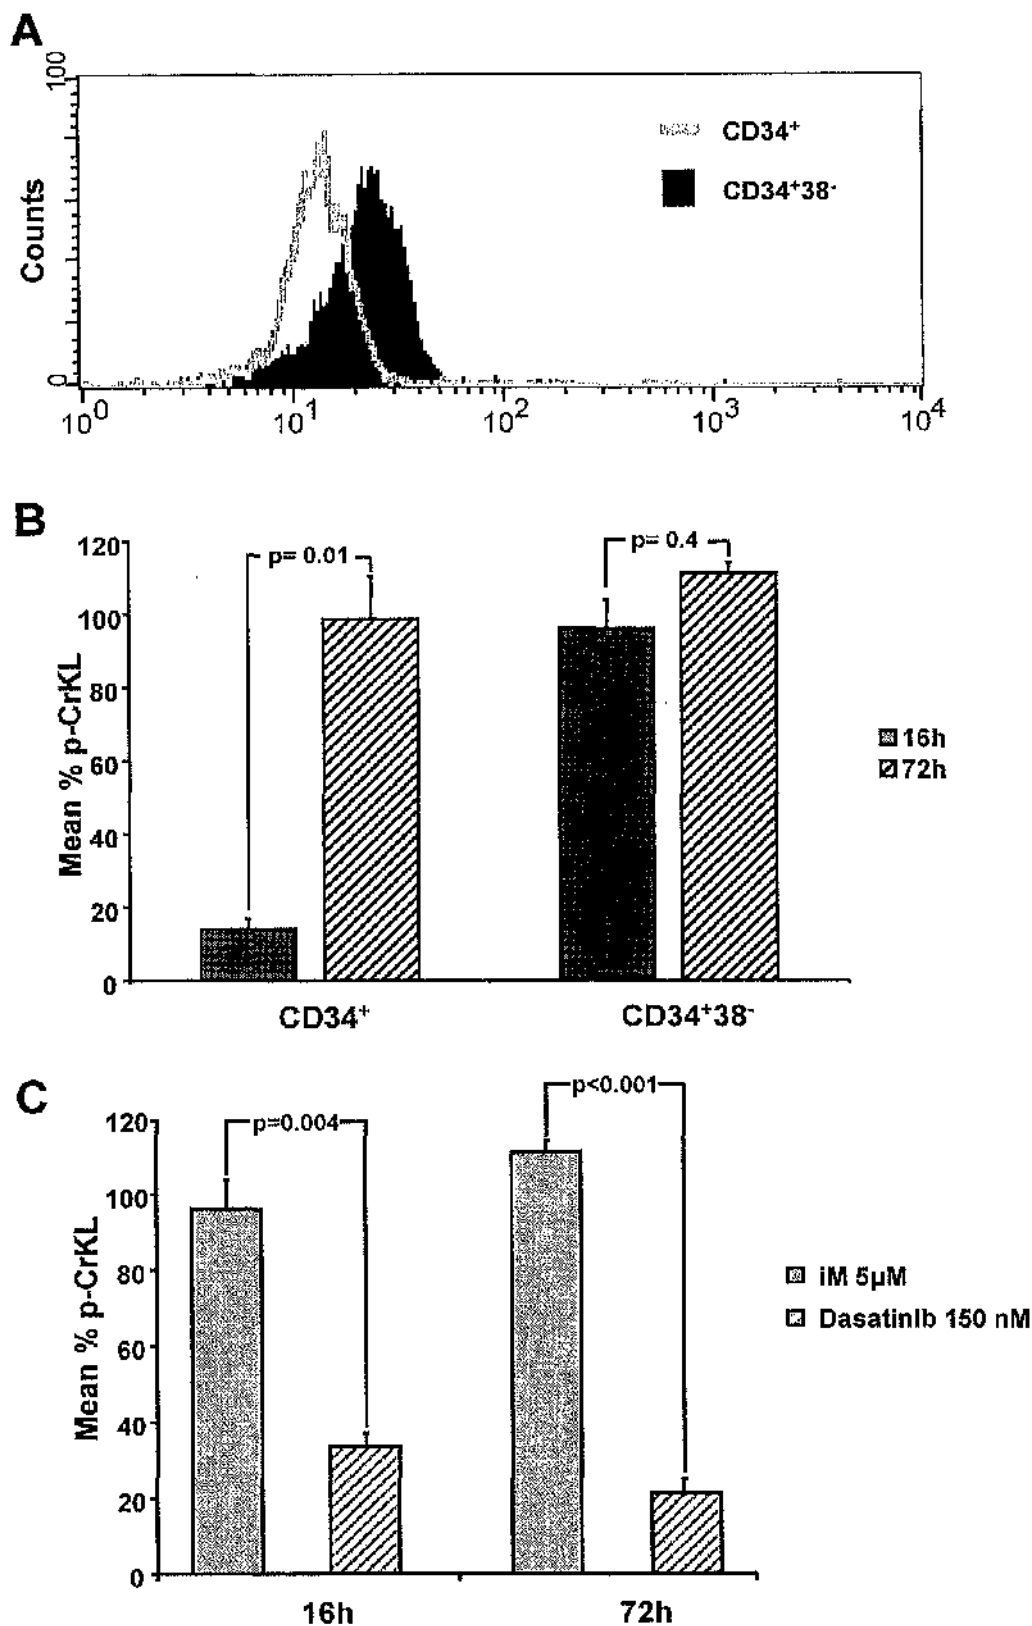 A
100
Counts
0
CD34⁺
CD34⁺38⁻
10⁰ 10¹ 10² 10³ 10⁴
B
120
100
80
60
40
20
0
Mean % p-CrKL
p= 0.01
p= 0.4
16h
72h
CD34⁺ CD34⁺38⁻
C
120
100
80
60
40
20
0
Mean % p-CrKL
p=0.004
p<0.001
iM 5µM
Dasatinib 150 nM
16h 72h